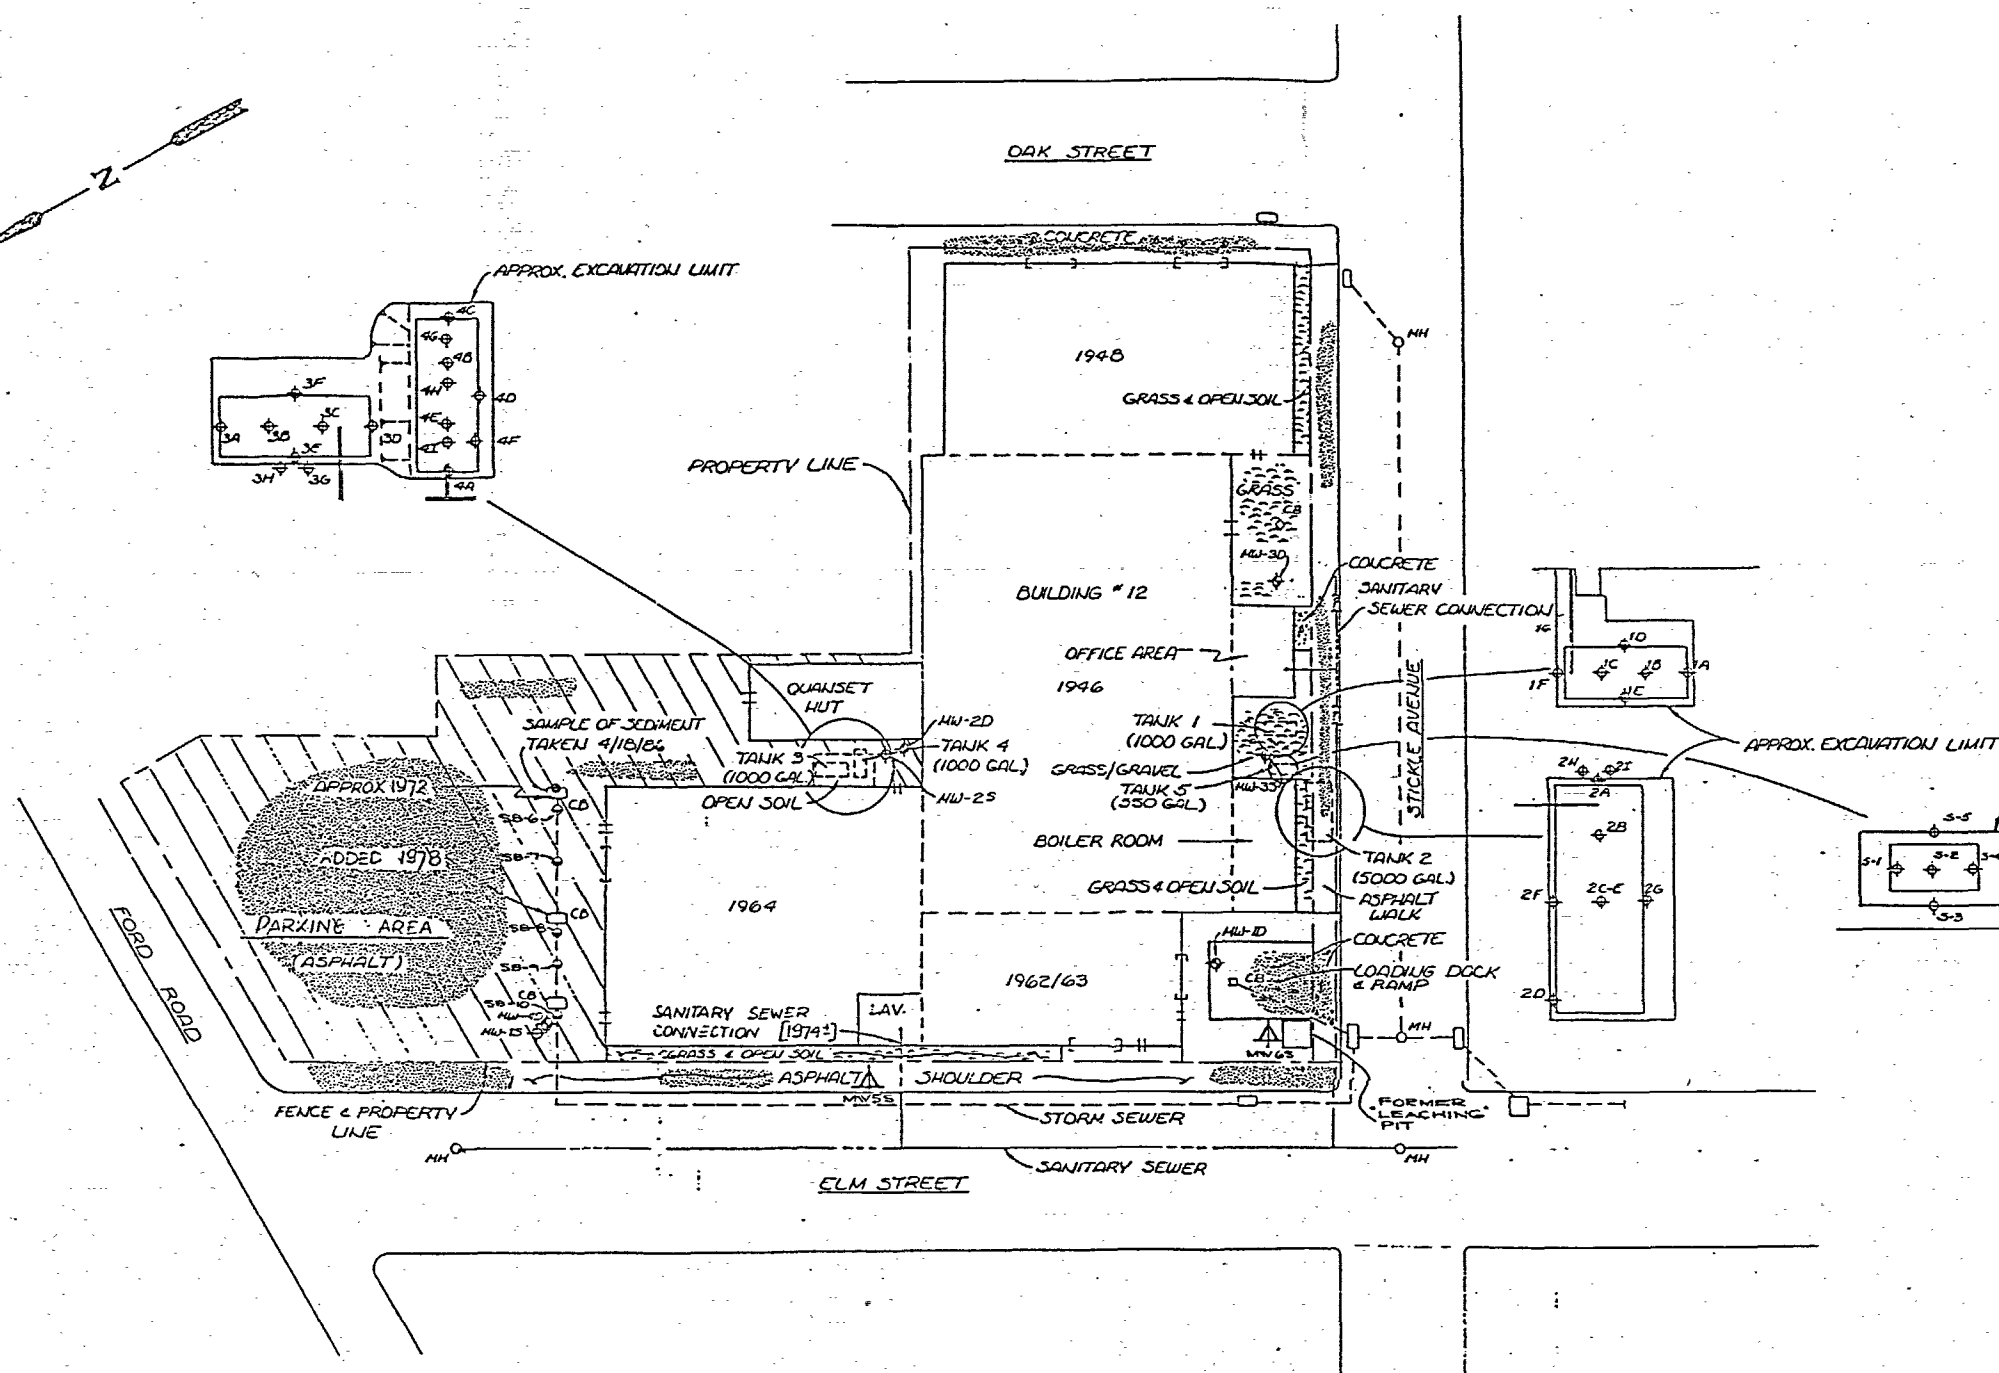 N
OAK STREET
CONCRETE
APPROX. EXCAVATION LIMIT
4C
4G
4B
4H
4D
4E
4I
4F
4A
3F
3A
3B
3C
3D
3E
3H
3G
MH
1948
GRASS & OPEN SOIL
PROPERTY LINE
GRASS
CB
MW-3D
CONCRETE
SANITARY
SEWER CONNECTION
BUILDING # 12
OFFICE AREA
1946
STICKLE AVENUE
1G
1D
1C
1B
1A
1F
1E
APPROX. EXCAVATION LIMIT
QUANSET
HUT
SAMPLE OF SEDIMENT
TAKEN 4/18/86
TANK 3
(1000 GAL)
OPEN SOIL
MW-2D
TANK 4
(1000 GAL)
MW-2S
TANK 1
(1000 GAL)
GRASS/GRAVEL
TANK 5
(550 GAL)
MW-3S
BOILER ROOM
TANK 2
(5000 GAL)
GRASS & OPEN SOIL
ASPHALT
WALK
2H
2I
2A
2B
2F
2C-E
2G
2D
S-5
S-1
S-2
S-4
S-3
APPROX 1972
ADDED 1978
PARKING AREA
(ASPHALT)
CB
SB-6
SB-7
CB
SB-8
SB-9
CB
SB-10
MW-1S
1964
1962/63
MW-1D
CB
CONCRETE
LOADING DOCK
& RAMP
LAV.
SANITARY SEWER
CONNECTION [1974±]
GRASS & OPEN SOIL
ASPHALT SHOULDER
MW5S
MW6S
MH
"FORMER
LEACHING"
PIT
FORD ROAD
FENCE & PROPERTY
LINE
STORM SEWER
MH
SANITARY SEWER
MH
ELM STREET